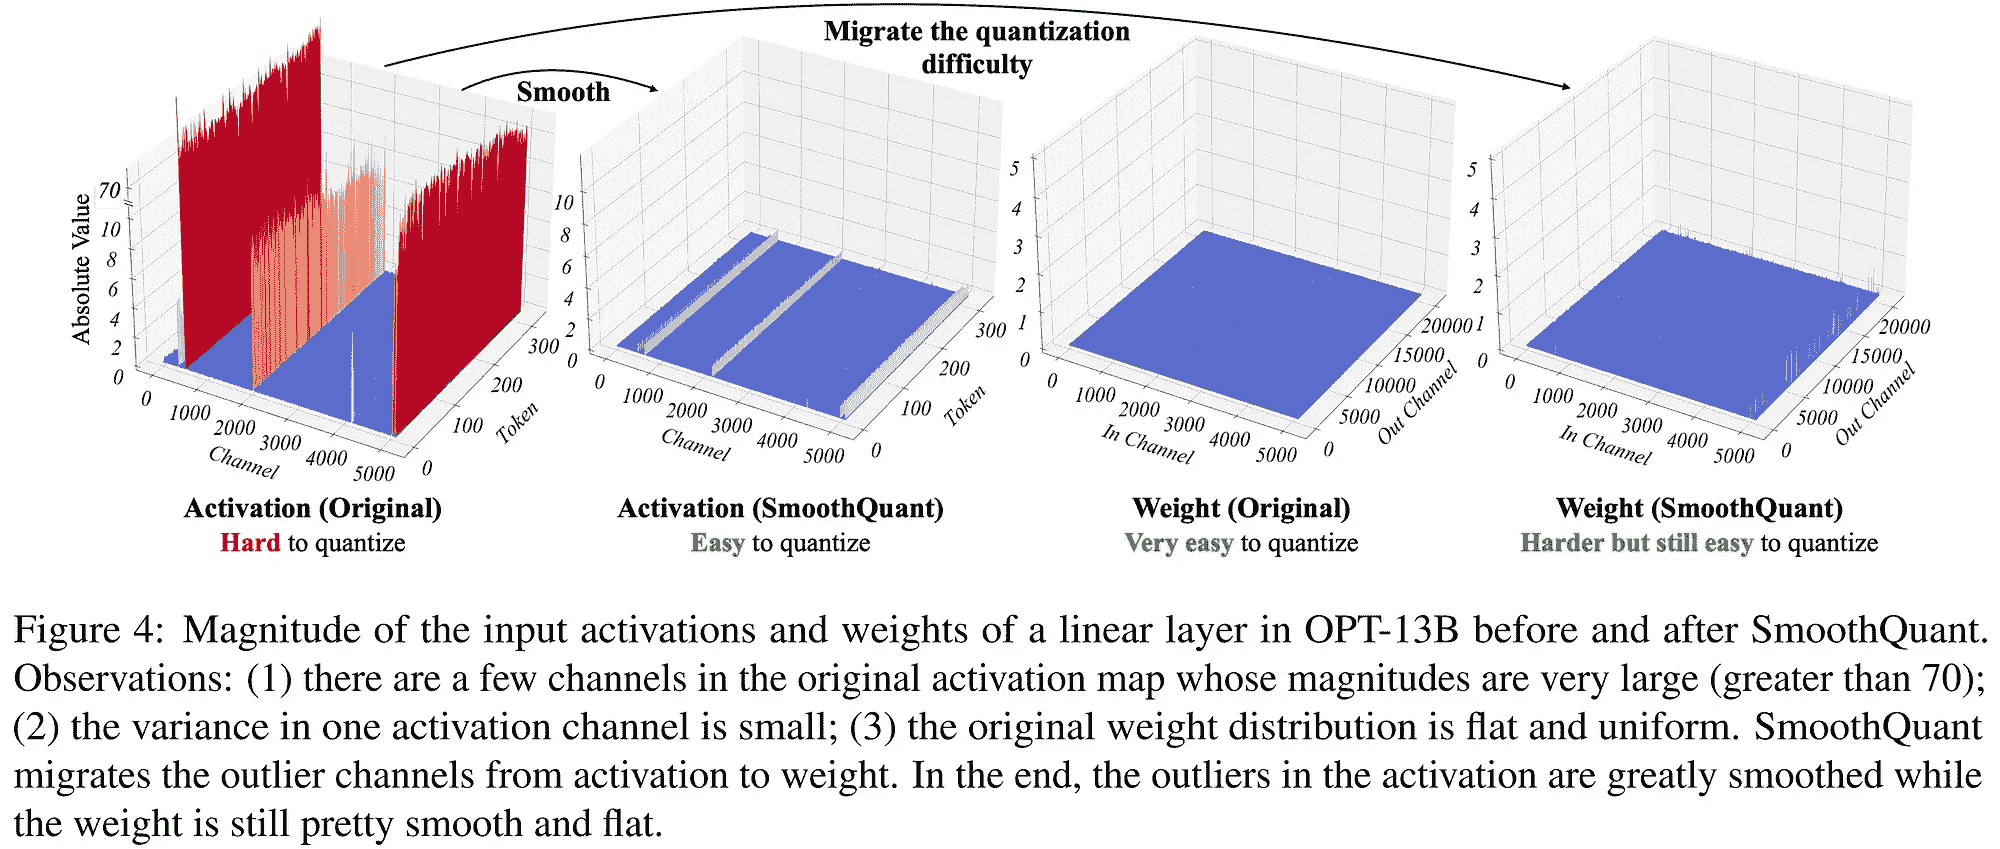 Migrate the quantization
difficulty
Smooth
Absolute Value
70
10
8
6
4
2
0
0
1000
2000
3000
4000
5000
Channel
0
100
200
300
Token
10
8
6
4
2
0
0
1000
2000
3000
4000
5000
Channel
0
100
200
300
Token
5
4
3
2
1
0
0
1000
2000
3000
4000
5000
In Channel
0
5000
10000
15000
20000
Out Channel
5
4
3
2
1
0
0
1000
2000
3000
4000
5000
In Channel
0
5000
10000
15000
20000
Out Channel
Activation (Original)
Hard to quantize
Activation (SmoothQuant)
Easy to quantize
Weight (Original)
Very easy to quantize
Weight (SmoothQuant)
Harder but still easy to quantize
Figure 4: Magnitude of the input activations and weights of a linear layer in OPT-13B before and after SmoothQuant.
Observations: (1) there are a few channels in the original activation map whose magnitudes are very large (greater than 70);
(2) the variance in one activation channel is small; (3) the original weight distribution is flat and uniform. SmoothQuant
migrates the outlier channels from activation to weight. In the end, the outliers in the activation are greatly smoothed while
the weight is still pretty smooth and flat.